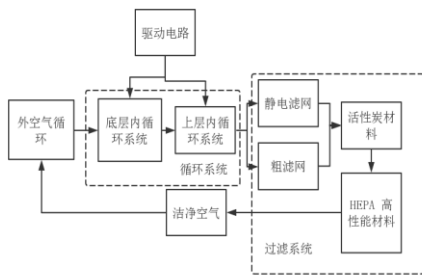 驱动电路
外空气循
环
底层内循
环系统
上层内循
环系统
循环系统
静电滤网
粗滤网
活性炭材
料
HEPA 高
性能材料
过滤系统
洁净空气